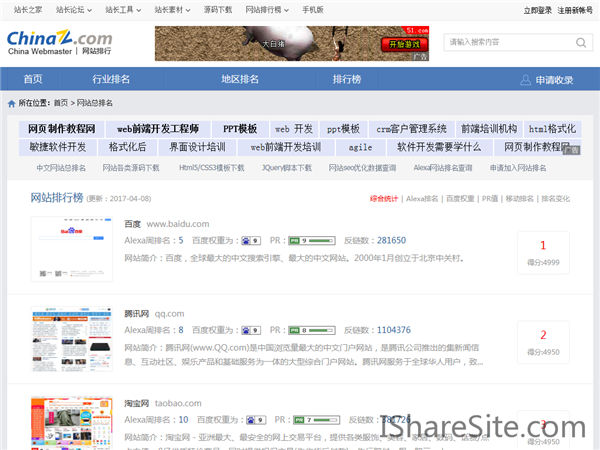 站长之家 站长论坛 站长工具 站长素材 源码下载 网站排行榜 手机版 立即登录 注册新帐号
ChinaZ.com
China Webmaster | 网站排行
大白猪
51.com
开始游戏
广告
请输入搜索内容
首页 行业排名 地区排名 排行榜 申请收录
所在位置：首页 > 网站总排名
网页制作教程网 web前端开发工程师 PPT模板 web 开发 ppt模板 crm客户管理系统 前端培训机构 html格式化
敏捷软件开发 格式化后 界面设计培训 web前端开发培训 agile 软件开发需要学什么 网页制作教程网 广告
中文网站总排名 网站各类源码下载 Html5/CSS3模板下载 JQuery脚本下载 网站seo优化数据查询 Alexa网站排名查询 申请加入网站排名
网站排行榜 (更新：2017-04-08) 综合统计 | Alexa排名 | 百度权重 | PR值 | 移动排名 | 排名变化
百度 www.baidu.com
Alexa周排名：5 百度权重为： 9 PR： 9 反链数：281650
网站简介：百度，全球最大的中文搜索引擎、最大的中文网站。2000年1月创立于北京中关村。
1
得分:4999
腾讯网 qq.com
Alexa周排名：8 百度权重为： 9 PR： 9 反链数：1104376
网站简介：腾讯网(www.QQ.com)是中国浏览量最大的中文门户网站，是腾讯公司推出的集新闻信
息、互动社区、娱乐产品和基础服务为一体的大型综合门户网站。腾讯网服务于全球华人用户，致...
2
得分:4950
淘宝网 taobao.com
Alexa周排名：10 百度权重为： 9 PR： 7 反链数：381726
网站简介：淘宝网 - 亚洲最大、最安全的网上交易平台，提供各类服饰、美容、家居、数码、
3
得分:4950
IShareSite.com